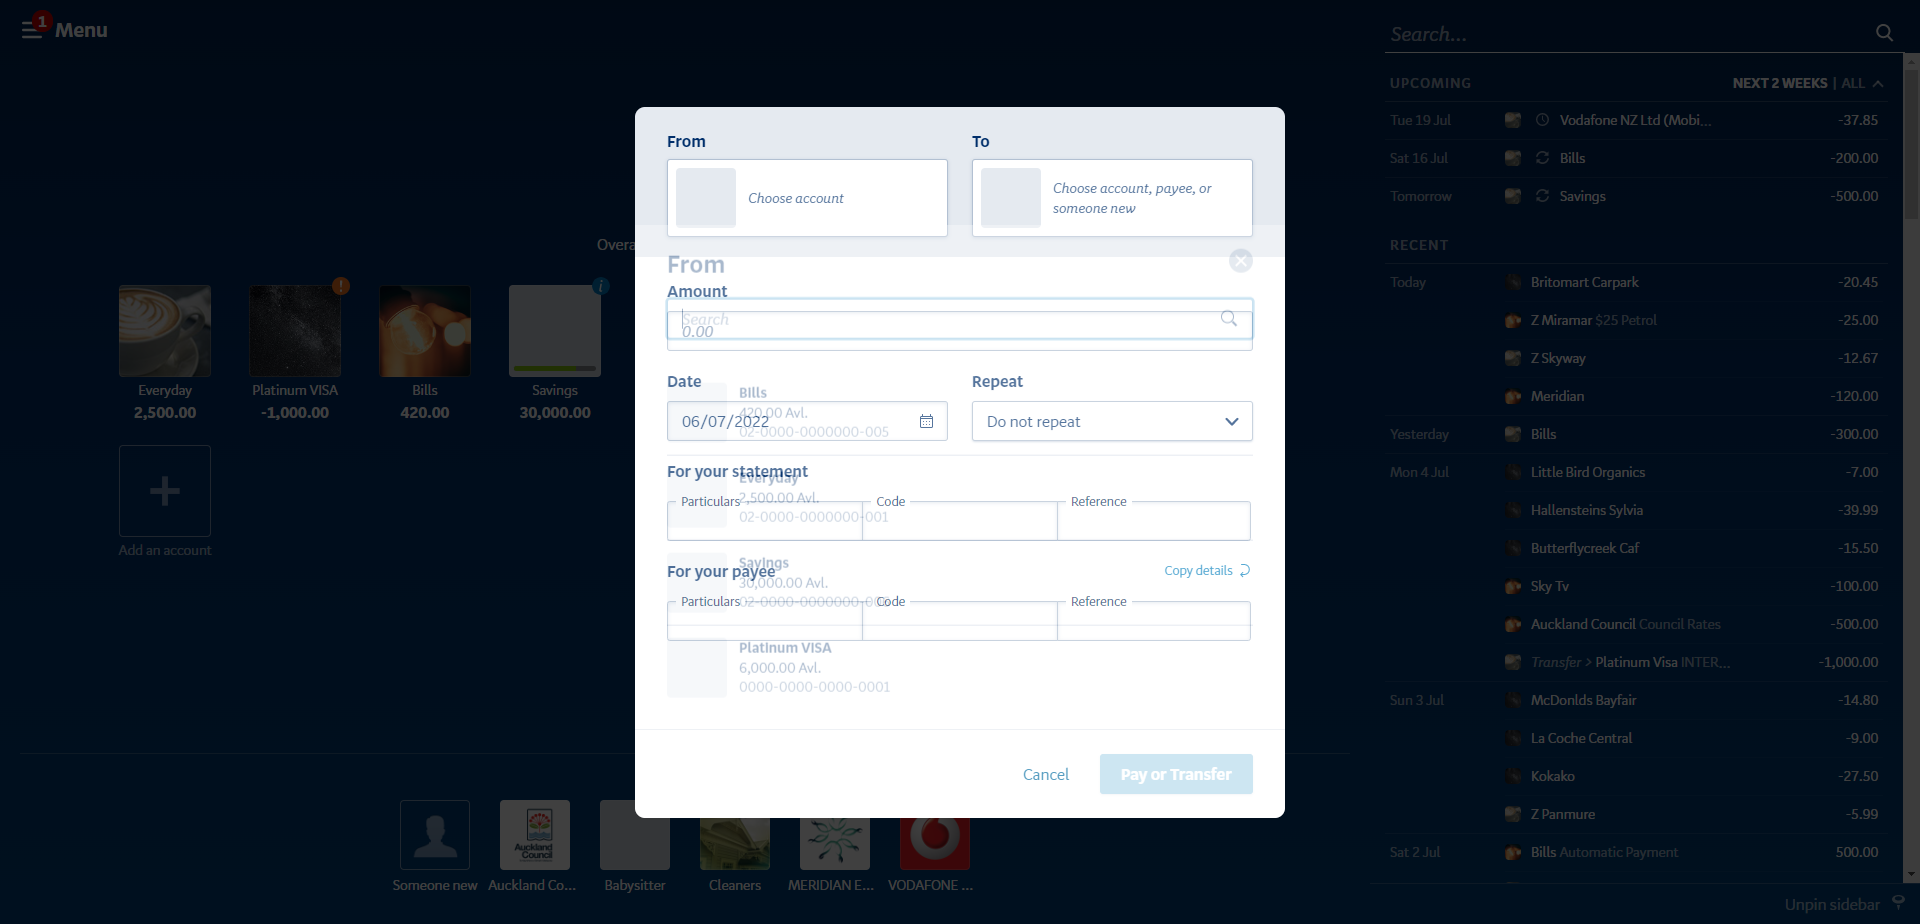 1
Menu
Search...
UPCOMING
NEXT 2 WEEKS | ALL
Tue 19 Jul Vodafone NZ Ltd (Mobi... -37.85
Sat 16 Jul Bills -200.00
Tomorrow Savings -500.00
RECENT
Today Britomart Carpark -20.45
Z Miramar $25 Petrol -25.00
Z Skyway -12.67
Meridian -120.00
Yesterday Bills -300.00
Mon 4 Jul Little Bird Organics -7.00
Hallensteins Sylvia -39.99
Butterflycreek Caf -15.50
Sky Tv -100.00
Auckland Council Council Rates -500.00
Transfer > Platinum Visa INTER... -1,000.00
Sun 3 Jul McDonlds Bayfair -14.80
La Coche Central -9.00
Kokako -27.50
Z Panmure -5.99
Sat 2 Jul Bills Automatic Payment 500.00
Unpin sidebar
Overa
Everyday
2,500.00
Platinum VISA
-1,000.00
Bills
420.00
Savings
30,000.00
Add an account
From
Choose account
To
Choose account, payee, or
someone new
From
Amount
Search
0.00
Date
06/07/2022
Repeat
Do not repeat
Bills
420.00 Avl.
02-0000-0000000-005
For your statement
Particulars
Code
Reference
Everyday
2,500.00 Avl.
02-0000-0000000-001
For your payee
Copy details
Particulars
Code
Reference
Savings
30,000.00 Avl.
Platinum VISA
6,000.00 Avl.
0000-0000-0000-0001
Cancel
Pay or Transfer
Someone new
Auckland
Council
Auckland Co...
Babysitter
Cleaners
MERIDIAN E...
VODAFONE ...